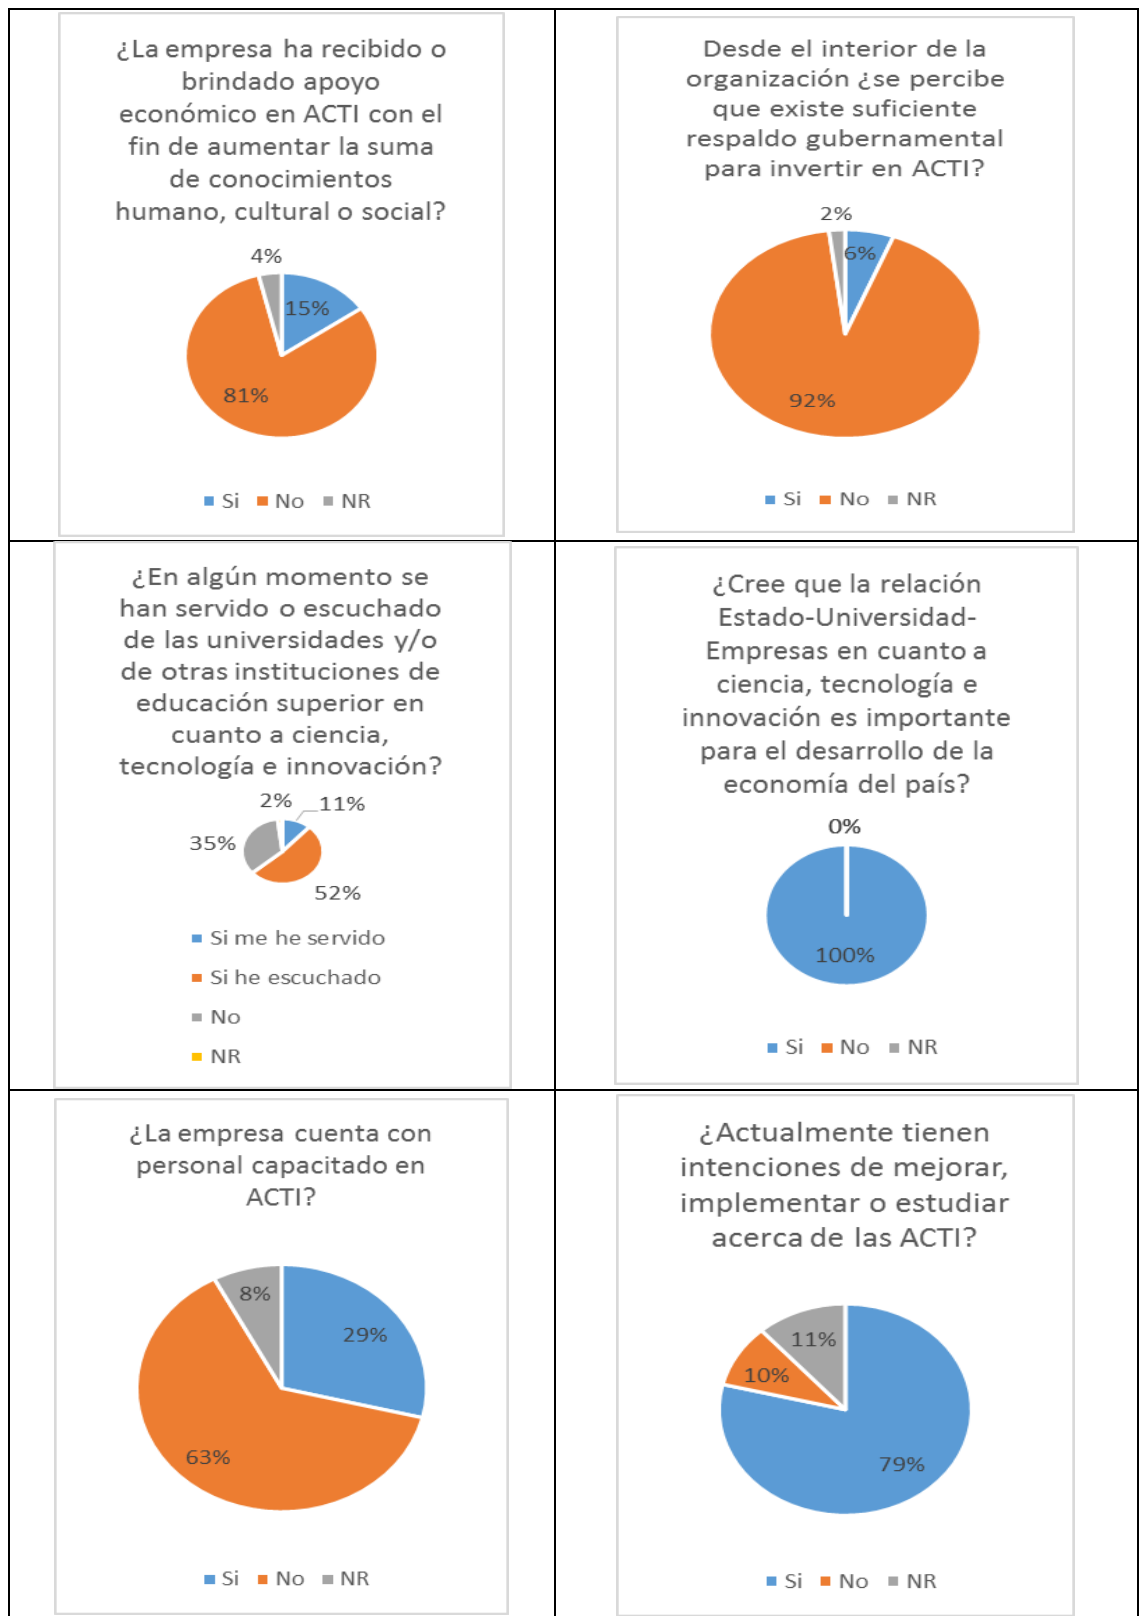 ¿La empresa ha recibido o
brindado apoyo
económico en ACTI con el
fin de aumentar la suma
de conocimientos
humano, cultural o social?
4%
15%
81%
Si No NR
Desde el interior de la
organización ¿se percibe
que existe suficiente
respaldo gubernamental
para invertir en ACTI?
2%
6%
92%
Si No NR
¿En algún momento se
han servido o escuchado
de las universidades y/o
de otras instituciones de
educación superior en
cuanto a ciencia,
tecnología e innovación?
2% 11%
35%
52%
Si me he servido
Si he escuchado
No
NR
¿Cree que la relación
Estado-Universidad-
Empresas en cuanto a
ciencia, tecnología e
innovación es importante
para el desarrollo de la
economía del país?
0%
100%
Si No NR
¿La empresa cuenta con
personal capacitado en
ACTI?
8%
29%
63%
Si No NR
¿Actualmente tienen
intenciones de mejorar,
implementar o estudiar
acerca de las ACTI?
11%
10%
79%
Si No NR